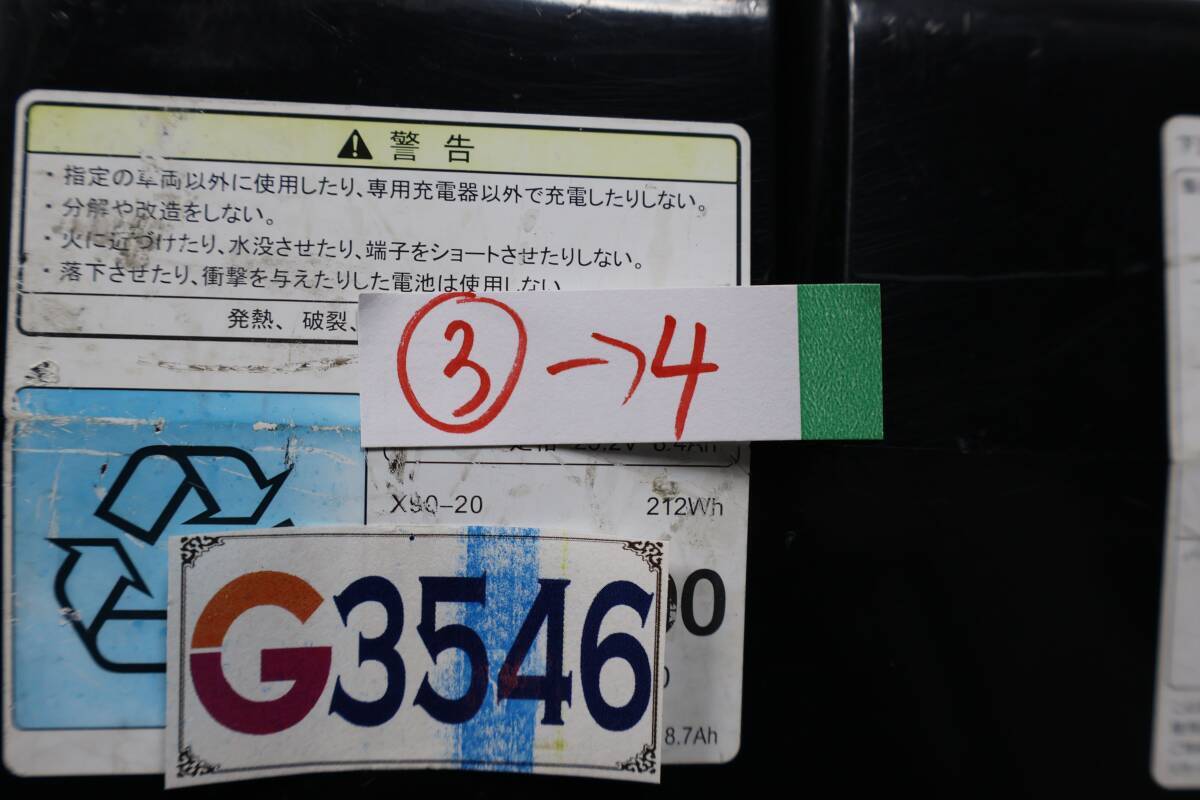 ⚠ 警告
・指定の車両以外に使用したり、専用充電器以外で充電したりしない。
・分解や改造をしない。
・火に近づけたり、水没させたり、端子をショートさせたりしない。
・落下させたり、衝撃を与えたりした電池は使用しない
発熱、破裂、
③→4
X90-20 212Wh
G3546
8.7Ah